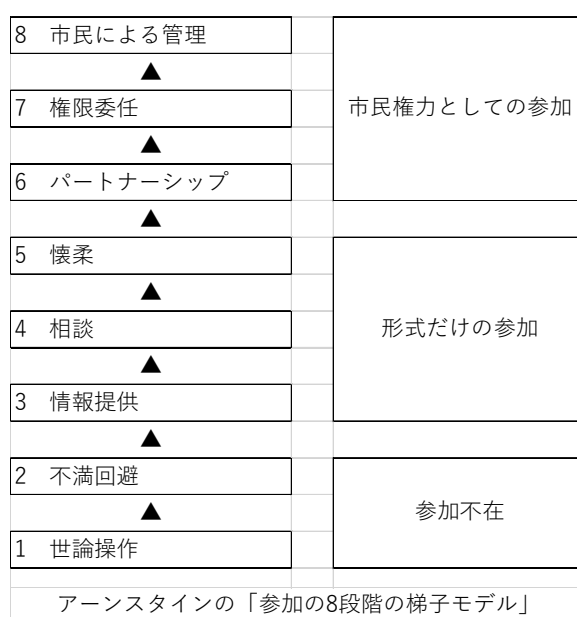 8 市民による管理
▲
7 権限委任
市民権力としての参加
▲
6 パートナーシップ
▲
5 懐柔
▲
4 相談
形式だけの参加
▲
3 情報提供
▲
2 不満回避
▲
参加不在
1 世論操作
アーンスタインの「参加の8段階の梯子モデル」